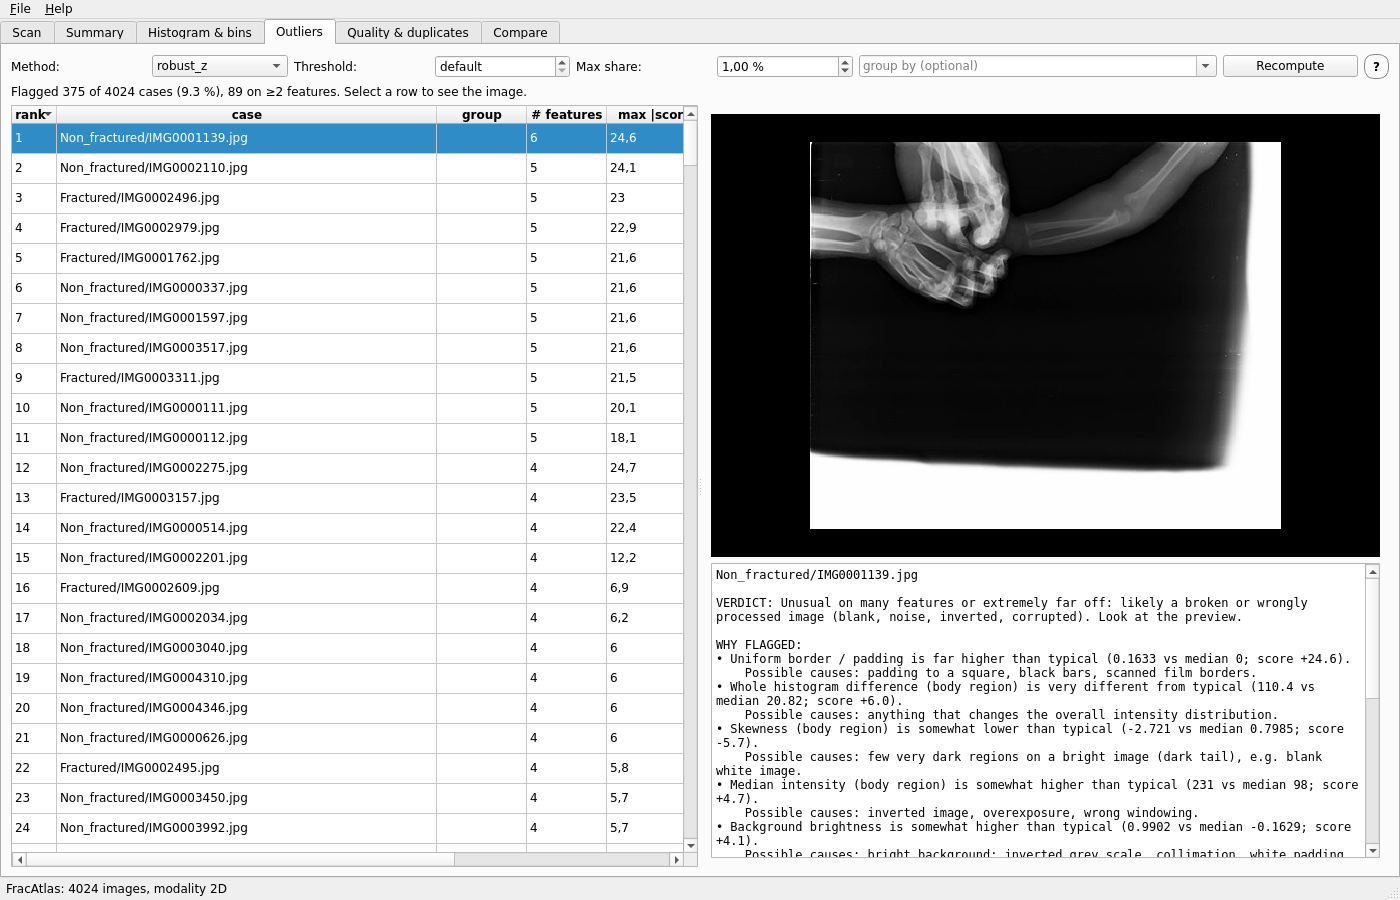 File Help
Scan Summary Histogram & bins Outliers Quality & duplicates Compare
Method: robust_z Threshold: default Max share: 1,00 % group by (optional) Recompute ?
Flagged 375 of 4024 cases (9.3 %), 89 on ≥2 features. Select a row to see the image.
rank case group # features max |scor
1 Non_fractured/IMG0001139.jpg 6 24,6
2 Non_fractured/IMG0002110.jpg 5 24,1
3 Fractured/IMG0002496.jpg 5 23
4 Fractured/IMG0002979.jpg 5 22,9
5 Fractured/IMG0001762.jpg 5 21,6
6 Non_fractured/IMG0000337.jpg 5 21,6
7 Non_fractured/IMG0001597.jpg 5 21,6
8 Non_fractured/IMG0003517.jpg 5 21,6
9 Fractured/IMG0003311.jpg 5 21,5
10 Non_fractured/IMG0000111.jpg 5 20,1
11 Non_fractured/IMG0000112.jpg 5 18,1
12 Non_fractured/IMG0002275.jpg 4 24,7
13 Fractured/IMG0003157.jpg 4 23,5
14 Non_fractured/IMG0000514.jpg 4 22,4
15 Non_fractured/IMG0002201.jpg 4 12,2
16 Fractured/IMG0002609.jpg 4 6,9
17 Non_fractured/IMG0002034.jpg 4 6,2
18 Non_fractured/IMG0003040.jpg 4 6
19 Non_fractured/IMG0004310.jpg 4 6
20 Non_fractured/IMG0004346.jpg 4 6
21 Non_fractured/IMG0000626.jpg 4 6
22 Fractured/IMG0002495.jpg 4 5,8
23 Non_fractured/IMG0003450.jpg 4 5,7
24 Non_fractured/IMG0003992.jpg 4 5,7
Non_fractured/IMG0001139.jpg
VERDICT: Unusual on many features or extremely far off: likely a broken or wrongly
processed image (blank, noise, inverted, corrupted). Look at the preview.
WHY FLAGGED:
• Uniform border / padding is far higher than typical (0.1633 vs median 0; score +24.6).
Possible causes: padding to a square, black bars, scanned film borders.
• Whole histogram difference (body region) is very different from typical (110.4 vs
median 20.82; score +6.0).
Possible causes: anything that changes the overall intensity distribution.
• Skewness (body region) is somewhat lower than typical (-2.721 vs median 0.7985; score
-5.7).
Possible causes: few very dark regions on a bright image (dark tail), e.g. blank
white image.
• Median intensity (body region) is somewhat higher than typical (231 vs median 98; score
+4.7).
Possible causes: inverted image, overexposure, wrong windowing.
• Background brightness is somewhat higher than typical (0.9902 vs median -0.1629; score
+4.1).
Possible causes: bright background: inverted grey scale, collimation, white padding
FracAtlas: 4024 images, modality 2D